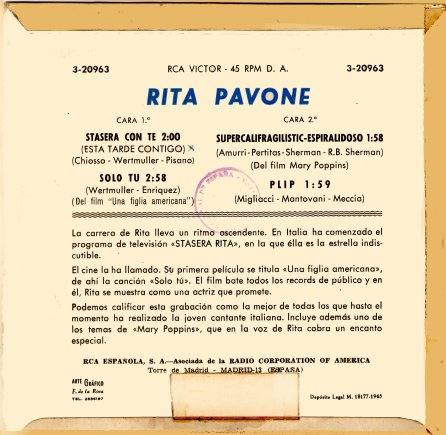 3-20963 RCA VICTOR - 45 RPM D. A. 3-20963
RITA PAVONE
CARA 1.ª
STASERA CON TE 2:00
(ESTA TARDE CONTIGO)
(Chiosso - Wertmuller - Pisano)
SOLO TU 2:58
(Wertmuller - Enriquez)
(Del film "Una figlia americana")
CARA 2.ª
SUPERCALIFRAGILISTIC-ESPIRALIDOSO 1:58
(Amurri-Pertitas-Sherman - R.B. Sherman)
(Del film Mary Poppins)
PLIP 1:59
(Migliacci - Mantovani - Meccia)
DE ESPAÑA
La carrera de Rita lleva un ritmo ascendente. En Italia ha comenzado el
programa de televisión «STASERA RITA», en la que élla es la estrella indis-
cutible.
El cine la ha llamado. Su primera película se titula «Una figlia americana»,
de ahí la canción «Solo tú». El film bate todos los records de público y en
él, Rita se muestra como una actriz que promete.
Podemos calificar esta grabación como la mejor de todas las que hasta el
momento ha realizado la joven cantante italiana. Incluye además uno de
los temas de «Mary Poppins», que en la voz de Rita cobra un encanto
especial.
RCA ESPAÑOLA, S. A.—Asociada de la RADIO CORPORATION OF AMERICA
Torre de Madrid - MADRID-13 (ESPAÑA)
ARTE GRÁFICO
F. de la Riva
TEL.
Depósito Legal M. 18177-1965